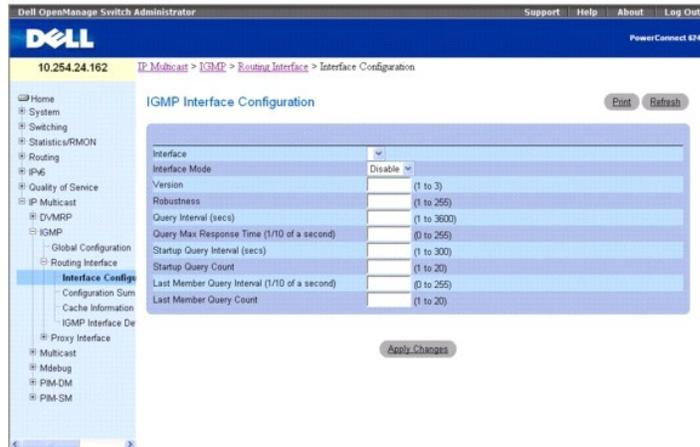 Dell OpenManage Switch Administrator
Support Help About Log Out
DELL
PowerConnect 624
10.254.24.162
IP Multicast > IGMP > Routing Interface > Interface Configuration
Home
System
Switching
Statistics/RMON
Routing
IPv6
Quality of Service
IP Multicast
DVMRP
IGMP
Global Configuration
Routing Interface
Interface Configu
Configuration Sum
Cache Information
IGMP Interface De
Proxy Interface
Multicast
Mdebug
PIM-DM
PIM-SM
IGMP Interface Configuration
Print Refresh
Interface
Interface Mode Disable
Version (1 to 3)
Robustness (1 to 255)
Query Interval (secs) (1 to 3600)
Query Max Response Time (1/10 of a second) (0 to 255)
Startup Query Interval (secs) (1 to 300)
Startup Query Count (1 to 20)
Last Member Query Interval (1/10 of a second) (0 to 255)
Last Member Query Count (1 to 20)
Apply Changes